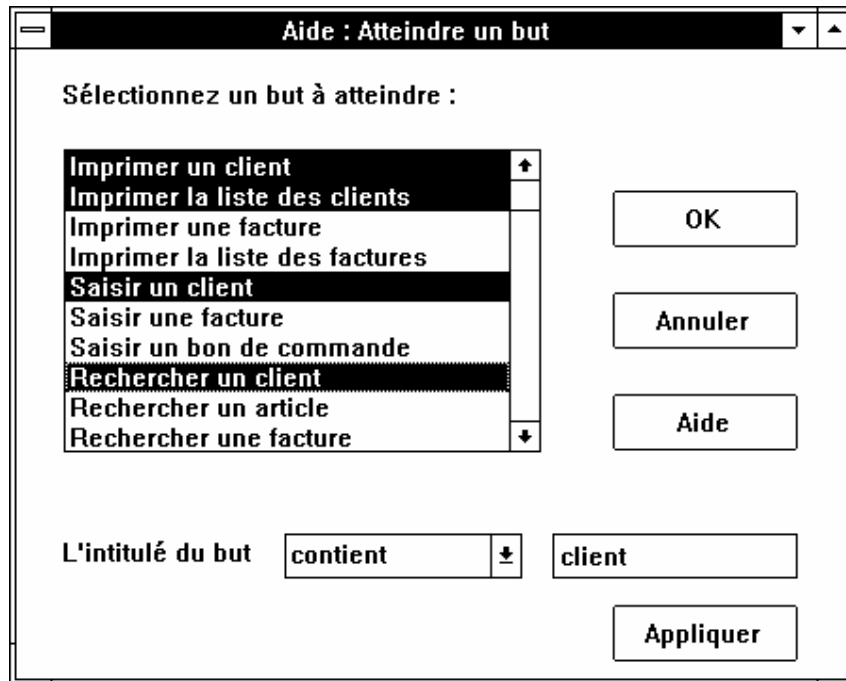 Aide : Atteindre un but
Sélectionnez un but à atteindre :
Imprimer un client
Imprimer la liste des clients
Imprimer une facture
Imprimer la liste des factures
Saisir un client
Saisir une facture
Saisir un bon de commande
Rechercher un client
Rechercher un article
Rechercher une facture
OK
Annuler
Aide
L'intitulé du but contient client
Appliquer